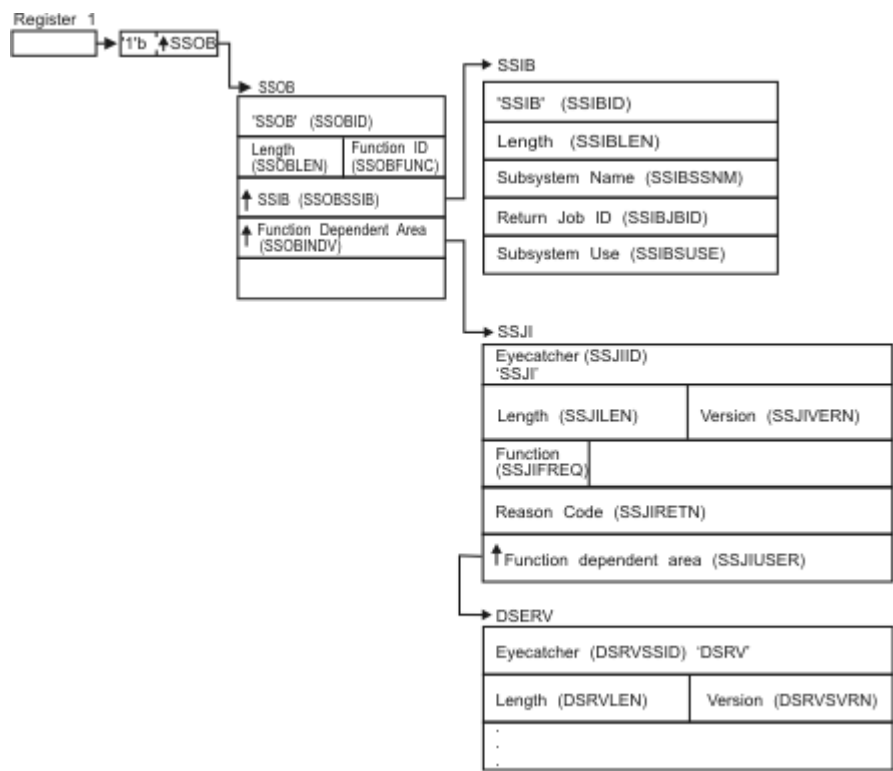 Register 1
'1'b ↑SSOB
SSOB
"SSOB' (SSOBID)
Length
(SSOBLEN)
Function ID
(SSOBFUNC)
↑ SSIB (SSOBSSIB)
↑ Function Dependent Area
(SSOBINDV)
SSIB
"SSIB" (SSIBID)
Length (SSIBLEN)
Subsystem Name (SSIBSSNM)
Return Job ID (SSIBJBID)
Subsystem Use (SSIBSUSE)
SSJI
Eyecatcher (SSJIID)
'SSJI'
Length (SSJILEN)
Version (SSJIVERN)
Function
(SSJIFREQ)
Reason Code (SSJIRETN)
↑Function dependent area (SSJIUSER)
DSERV
Eyecatcher (DSRVSSID) 'DSRV'
Length (DSRVLEN)
Version (DSRVSVRN)
.
.
.